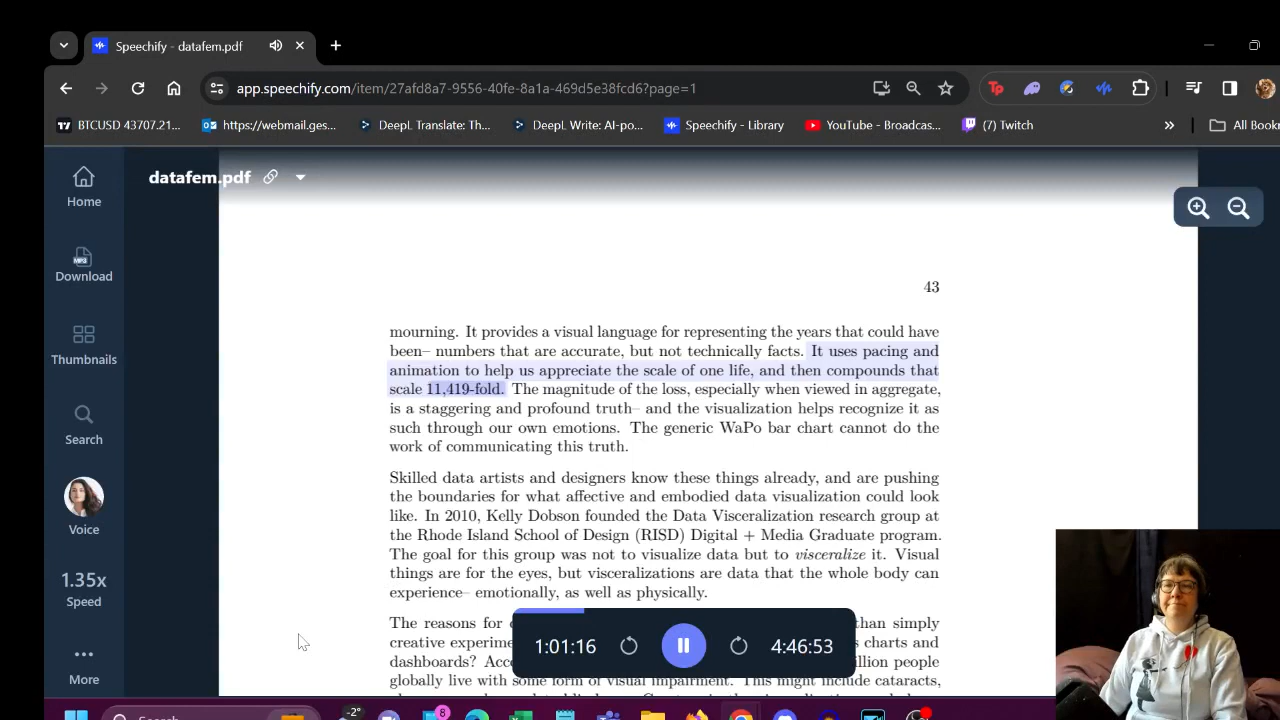 Speechify - datafem.pdf
app.speechify.com/item/27afd8a7-9556-40fe-8a1a-469d5e38fcd6?page=1
BTCUSD 43707.21... https://webmail.ges... DeepL Translate: Th... DeepL Write: AI-po... Speechify - Library YouTube - Broadcas... (7) Twitch » All Book
datafem.pdf
Home
Download
Thumbnails
Search
Voice
1.35x
Speed
More
43
mourning. It provides a visual language for representing the years that could have
been– numbers that are accurate, but not technically facts. It uses pacing and
animation to help us appreciate the scale of one life, and then compounds that
scale 11,419-fold. The magnitude of the loss, especially when viewed in aggregate,
is a staggering and profound truth– and the visualization helps recognize it as
such through our own emotions. The generic WaPo bar chart cannot do the
work of communicating this truth.
Skilled data artists and designers know these things already, and are pushing
the boundaries for what affective and embodied data visualization could look
like. In 2010, Kelly Dobson founded the Data Visceralization research group at
the Rhode Island School of Design (RISD) Digital + Media Graduate program.
The goal for this group was not to visualize data but to visceralize it. Visual
things are for the eyes, but visceralizations are data that the whole body can
experience– emotionally, as well as physically.
The reasons for than simply
creative experim charts and
dashboards? Acc illion people
globally live with some form of visual impairment. This might include cataracts,
1:01:16 4:46:53
Search -2° 8